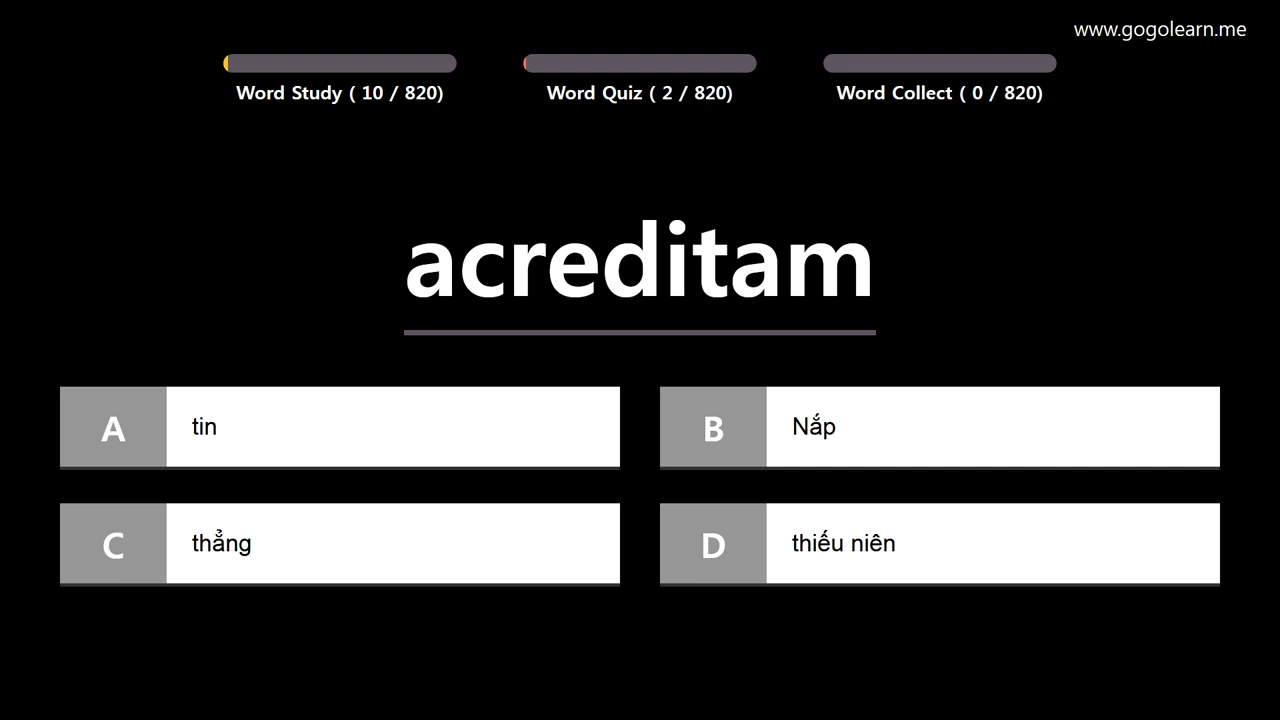 www.gogolearn.me
Word Study ( 10 / 820)
Word Quiz ( 2 / 820)
Word Collect ( 0 / 820)
acreditam
A tin
B Nắp
C thẳng
D thiếu niên